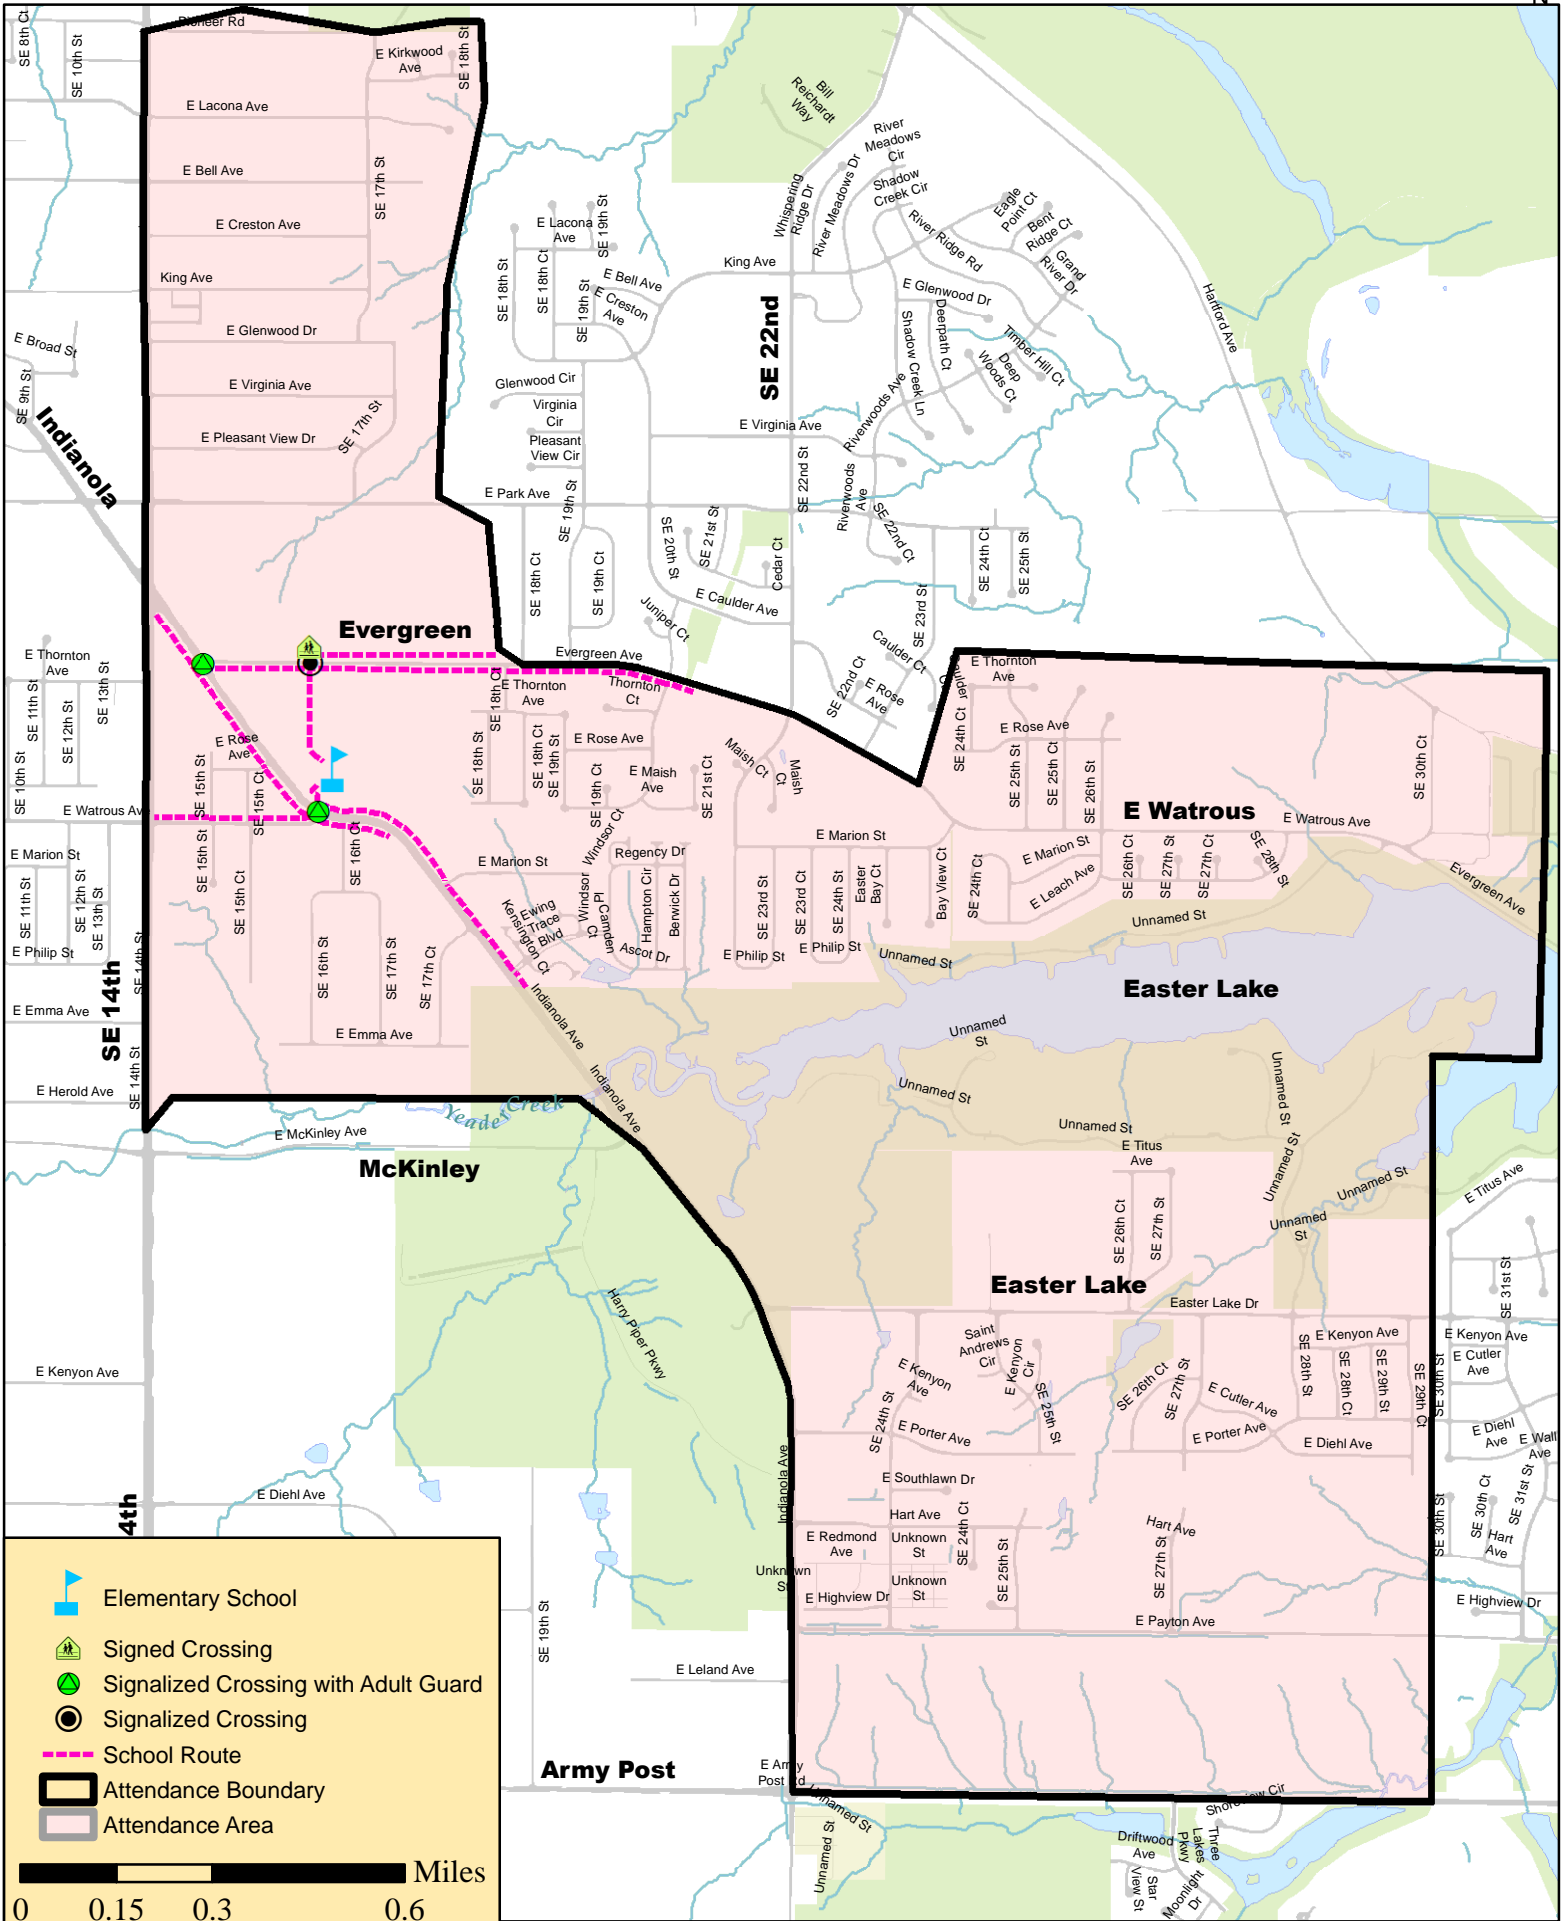 N
Pioneer Rd
SE 8th Ct
SE 10th St
E Kirkwood
Ave
SE 18th St
E Lacona Ave
E Bell Ave
SE 17th St
E Creston Ave
King Ave
E Glenwood Dr
E Broad St
SE 9th St
E Virginia Ave
E Pleasant View Dr
SE 17th St
Indianola
Bill
Reichardt
Way
River
Meadows
Cir
Shadow
Creek Cir
Whispering
Ridge Dr
River Meadows Dr
Eagle
Point Ct
Bent
Ridge Ct
River Ridge Rd
Grand
River Dr
E Lacona
Ave
SE 19th St
SE 18th St
SE 18th Ct
SE 19th St
E Bell Ave
E Creston
Ave
King Ave
SE 22nd
E Glenwood Dr
Deerpath Ct
Shadow Creek Ln
Timber Hill Ct
Deep
Woods Ct
Hartford Ave
Glenwood Cir
Virginia
Cir
Pleasant
View Cir
E Virginia Ave
Riverwoods Ave
E Park Ave
SE 19th St
SE 22nd St
Riverwoods
Ave
SE 22nd Ct
SE 20th St
SE 21st St
SE 18th Ct
SE 19th Ct
Cedar Ct
SE 24th Ct
SE 25th St
E Caulder Ave
Juniper Ct
SE 23rd St
Caulder Ct
Evergreen
Evergreen Ave
E Thornton
Ave
SE 13th St
SE 11th St
SE 12th St
SE 10th St
E Thornton
Ave
Thornton
Ct
SE 18th Ct
SE 22nd Ct
E Rose
Ave
E Thornton
Ave
E Rose
Ave
SE 15th St
SE 15th Ct
SE 18th St
SE 18th Ct
SE 19th St
E Rose Ave
E Maish
Ave
SE 19th Ct
SE 21st Ct
Maish Ct
Maish
Ct
SE 24th Ct
E Rose Ave
SE 25th St
SE 25th Ct
SE 26th St
SE 30th Ct
E Watrous
E Watrous Ave
E Watrous Av
E Marion St
SE 11th St
SE 12th St
SE 13th St
E Philip St
SE 15th St
SE 15th Ct
SE 16th Ct
E Marion St
Windsor Ct
Regency Dr
E Marion St
Hampton Cir
Berwick Dr
Windsor
Ct
Camden
Pl
Ewing
Trace
Blvd
Kensington Ct
Ascot Dr
SE 23rd St
SE 23rd Ct
SE 24th St
Easter
Bay Ct
Bay View Ct
SE 24th Ct
E Marion St
E Leach Ave
SE 26th Ct
SE 27th St
SE 27th Ct
SE 28th St
Evergreen Ave
E Philip St
E Philip St
Unnamed St
Unnamed St
SE 14th St
SE 14th
SE 16th St
SE 17th St
SE 17th Ct
E Emma Ave
E Emma Ave
Indianola Ave
Easter Lake
Unnamed
St
SE 14th St
E Herold Ave
Indianola Ave
Unnamed St
Unnamed St
Unnamed St
Yeader Creek
E McKinley Ave
McKinley
E Titus
Ave
Unnamed St
Unnamed St
Unnamed
St
E Titus Ave
SE 26th Ct
SE 27th St
Easter Lake
Easter Lake Dr
SE 31st St
Harry Piper Pkwy
Saint
Andrews
Cir
E Kenyon
Cir
E Kenyon
Ave
SE 24th St
SE 25th St
E Porter Ave
SE 26th Ct
SE 27th St
E Cutler Ave
E Porter Ave
SE 28th St
E Kenyon Ave
SE 28th Ct
SE 29th St
SE 29th Ct
SE 30th St
E Kenyon Ave
E Cutler
Ave
E Diehl Ave
E Diehl
Ave
E Wall
Ave
E Kenyon Ave
E Diehl Ave
4th
Indianola Ave
E Southlawn Dr
Hart Ave
E Redmond
Ave
Unknown
St
SE 24th Ct
SE 25th St
Unknown
St
Unknown
St
E Highview Dr
Hart Ave
SE 27th St
SE 30th St
SE 30th Ct
SE 31st St
Hart
Ave
E Highview Dr
E Payton Ave
SE 19th St
E Leland Ave
Army Post
E Army
Post Rd
Unnamed St
Unnamed St
Shoreview Cir
Driftwood
Ave
Three
Lakes
Pkwy
Star
View St
Moonlight
Dr
Elementary School
Signed Crossing
Signalized Crossing with Adult Guard
Signalized Crossing
School Route
Attendance Boundary
Attendance Area
Miles
0 0.15 0.3 0.6